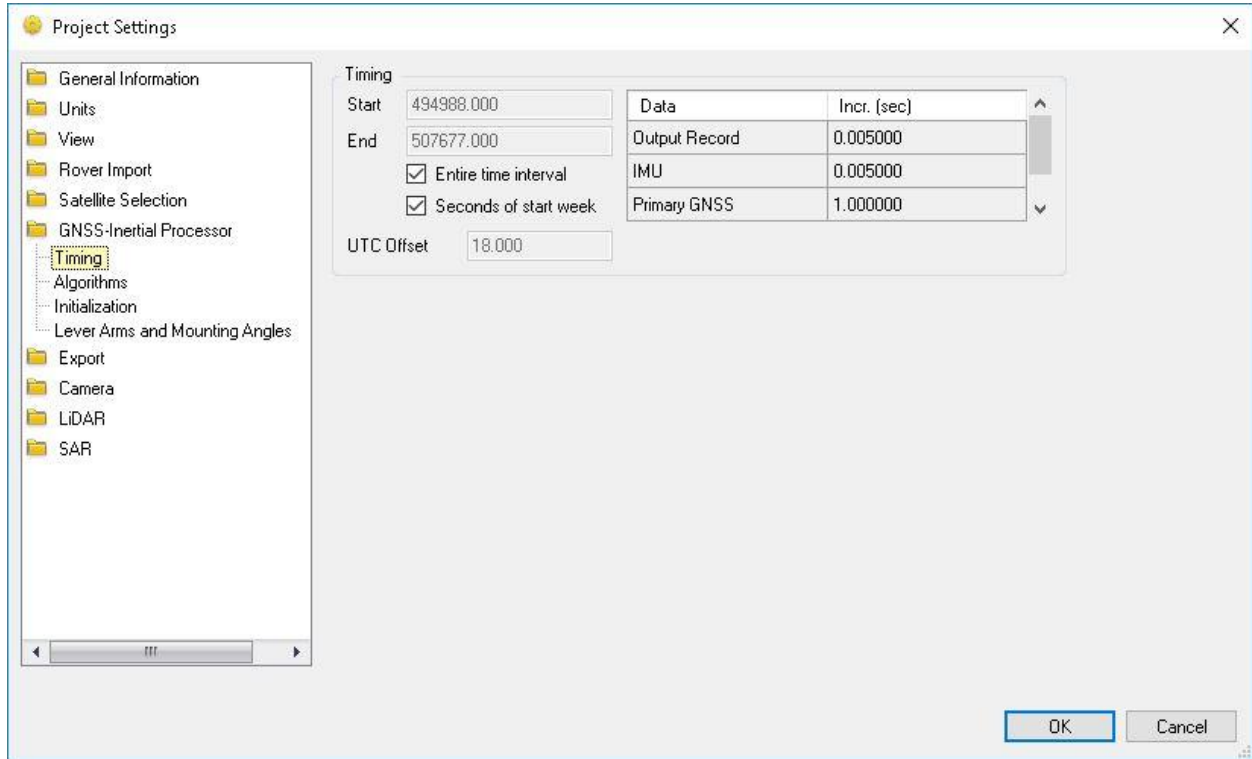 Project Settings
General Information
Units
View
Rover Import
Satellite Selection
GNSS-Inertial Processor
Timing
Algorithms
Initialization
Lever Arms and Mounting Angles
Export
Camera
LiDAR
SAR
Timing
Start 494988.000
End 507677.000
Entire time interval
Seconds of start week
UTC Offset 18.000
Data Incr. (sec)
Output Record 0.005000
IMU 0.005000
Primary GNSS 1.000000
OK Cancel